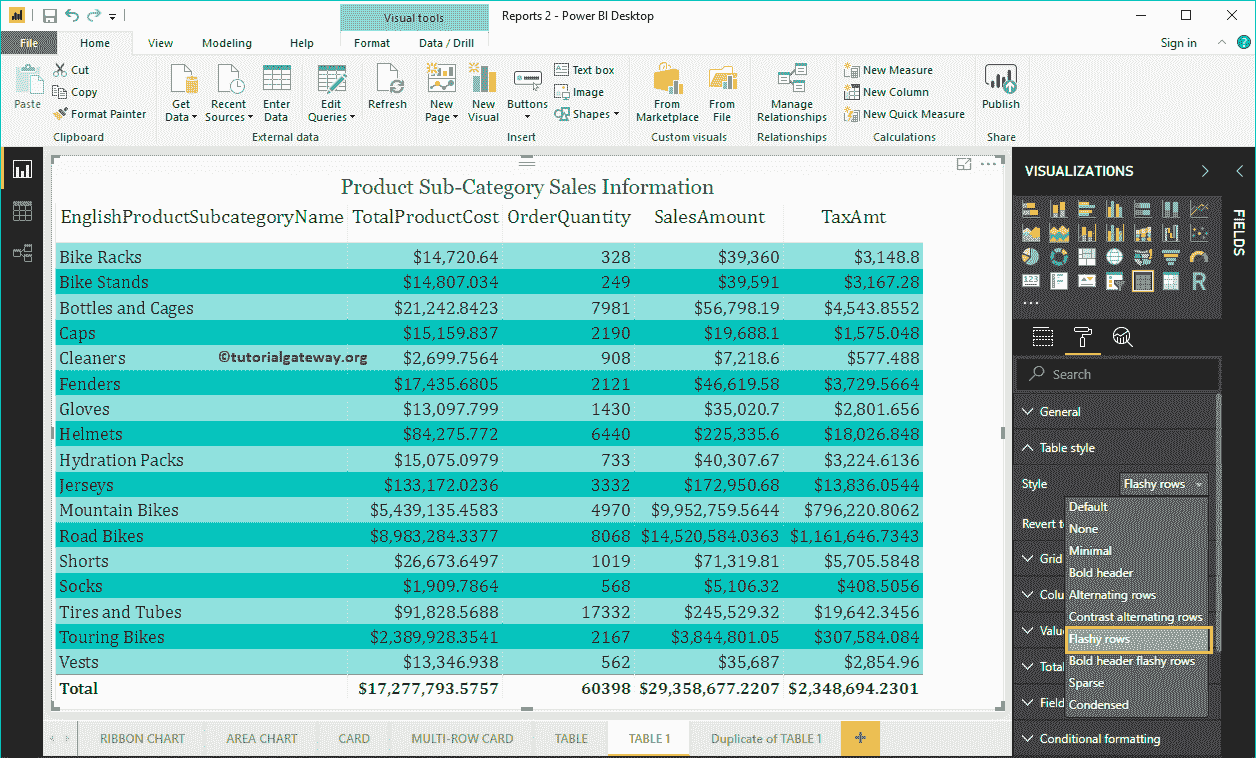 Visual tools
Reports 2 - Power BI Desktop
File Home View Modeling Help Format Data / Drill Sign in
Paste
Cut
Copy
Format Painter
Clipboard
Get Data
Recent Sources
Enter Data
Edit Queries
External data
Refresh
New Page
New Visual
Buttons
Text box
Image
Shapes
Insert
From Marketplace
From File
Custom visuals
Manage Relationships
Relationships
New Measure
New Column
New Quick Measure
Calculations
Publish
Share
Product Sub-Category Sales Information
EnglishProductSubcategoryName TotalProductCost OrderQuantity SalesAmount TaxAmt
Bike Racks $14,720.64 328 $39,360 $3,148.8
Bike Stands $14,807.034 249 $39,591 $3,167.28
Bottles and Cages $21,242.8423 7981 $56,798.19 $4,543.8552
Caps $15,159.837 2190 $19,688.1 $1,575.048
Cleaners ©tutorialgateway.org $2,699.7564 908 $7,218.6 $577.488
Fenders $17,435.6805 2121 $46,619.58 $3,729.5664
Gloves $13,097.799 1430 $35,020.7 $2,801.656
Helmets $84,275.772 6440 $225,335.6 $18,026.848
Hydration Packs $15,075.0979 733 $40,307.67 $3,224.6136
Jerseys $133,172.0236 3332 $172,950.68 $13,836.0544
Mountain Bikes $5,439,135.4583 4970 $9,952,759.5644 $796,220.8062
Road Bikes $8,983,284.3377 8068 $14,520,584.0363 $1,161,646.7343
Shorts $26,673.6497 1019 $71,319.81 $5,705.5848
Socks $1,909.7864 568 $5,106.32 $408.5056
Tires and Tubes $91,828.5688 17332 $245,529.32 $19,642.3456
Touring Bikes $2,389,928.3541 2167 $3,844,801.05 $307,584.084
Vests $13,346.938 562 $35,687 $2,854.96
Total $17,277,793.5757 60398 $29,358,677.2207 $2,348,694.2301
VISUALIZATIONS
FIELDS
123
R
Search
General
Table style
Style Flashy rows
Default
Revert t
None
Minimal
Grid
Bold header
Colu
Alternating rows
Contrast alternating rows
Valu
Flashy rows
Total
Bold header flashy rows
Sparse
Field
Condensed
Conditional formatting
RIBBON CHART AREA CHART CARD MULTI-ROW CARD TABLE TABLE 1 Duplicate of TABLE 1 +